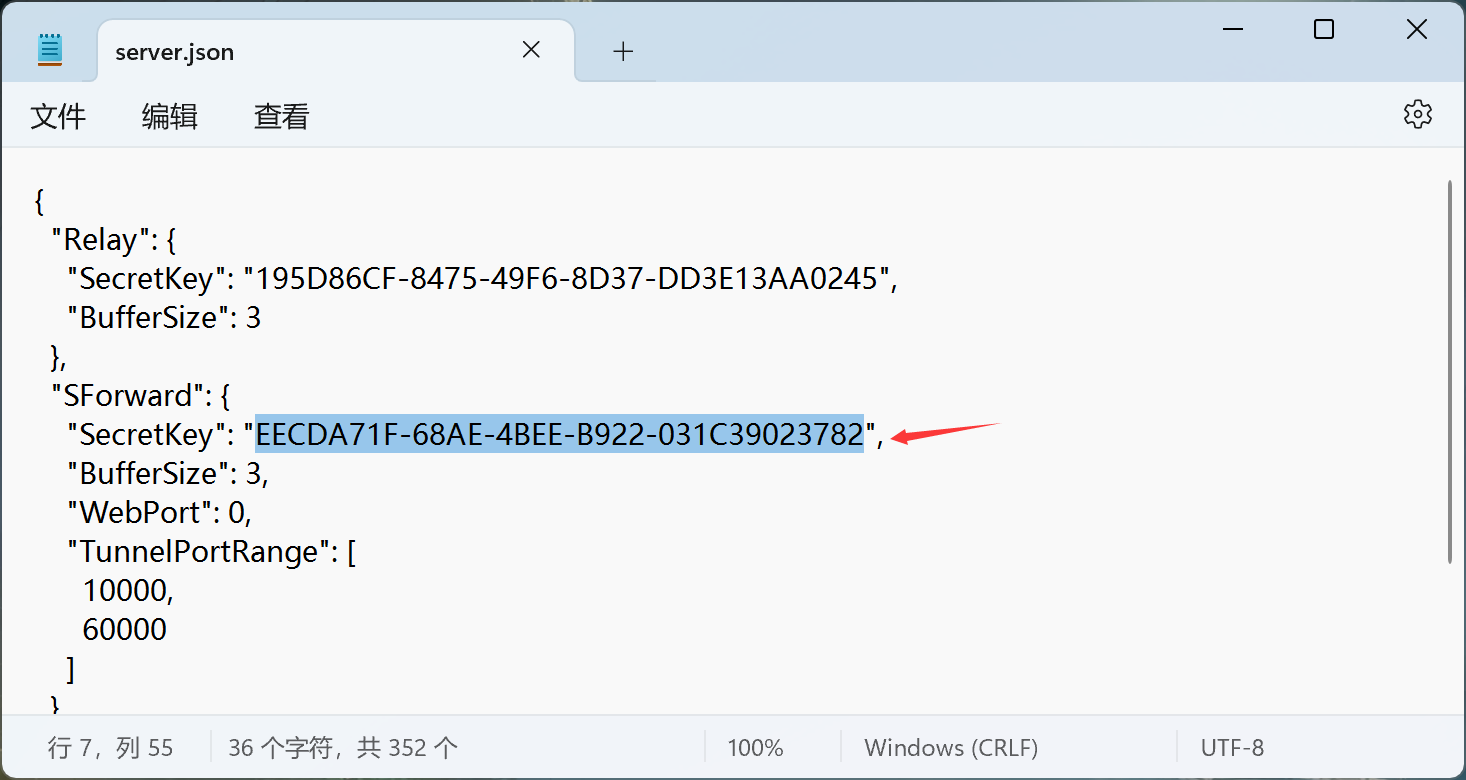 server.json
文件 编辑 查看
{
"Relay": {
"SecretKey": "195D86CF-8475-49F6-8D37-DD3E13AA0245",
"BufferSize": 3
},
"SForward": {
"SecretKey": "EECDA71F-68AE-4BEE-B922-031C39023782",
"BufferSize": 3,
"WebPort": 0,
"TunnelPortRange": [
10000,
60000
]
}
行 7，列 55 36 个字符，共 352 个 100% Windows (CRLF) UTF-8